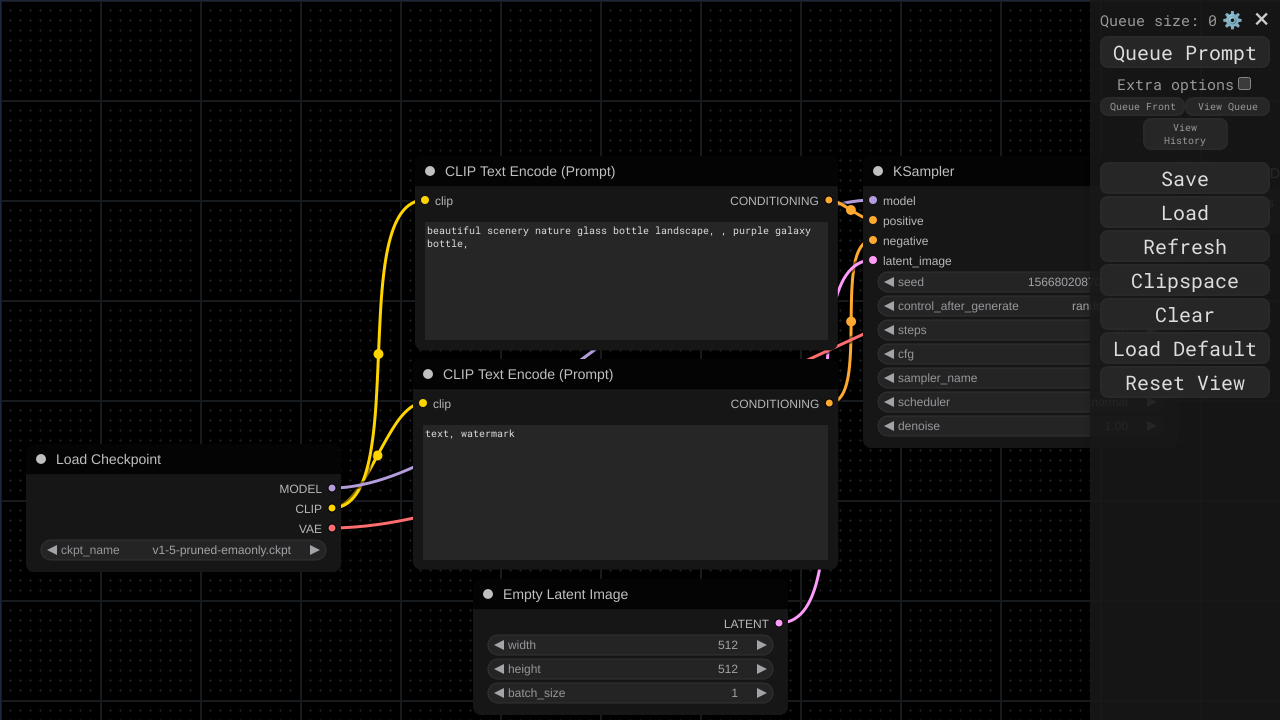 Queue size: 0
Queue Prompt
Extra options
Queue Front
View Queue
View
History
Save
Load
Refresh
Clipspace
Clear
Load Default
Reset View
CLIP Text Encode (Prompt)
clip
CONDITIONING
beautiful scenery nature glass bottle landscape, , purple galaxy
bottle,
CLIP Text Encode (Prompt)
clip
CONDITIONING
text, watermark
KSampler
model
positive
negative
latent_image
seed
control_after_generate
steps
cfg
sampler_name
scheduler
normal
denoise
1.00
Load Checkpoint
MODEL
CLIP
VAE
ckpt_name
v1-5-pruned-emaonly.ckpt
Empty Latent Image
LATENT
width
512
height
512
batch_size
1